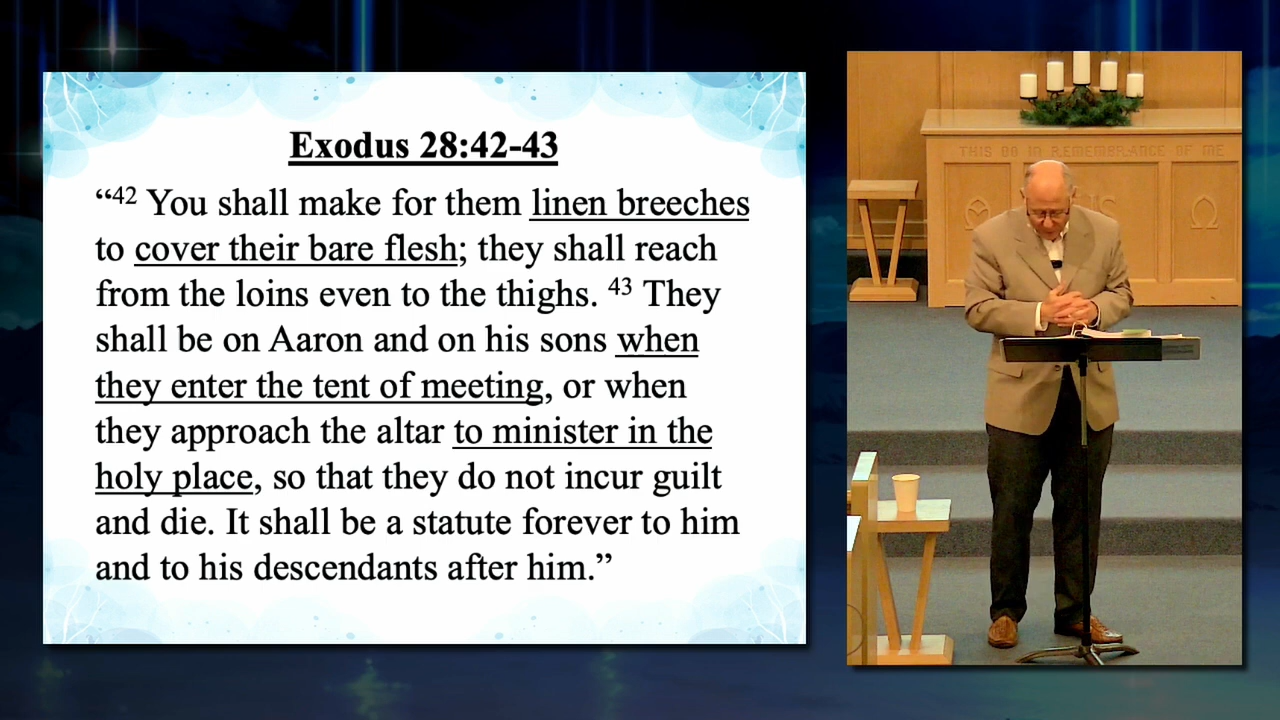 Exodus 28:42-43
“42 You shall make for them linen breeches
to cover their bare flesh; they shall reach
from the loins even to the thighs. 43 They
shall be on Aaron and on his sons when
they enter the tent of meeting, or when
they approach the altar to minister in the
holy place, so that they do not incur guilt
and die. It shall be a statute forever to him
and to his descendants after him.”
THIS DO IN REMEMBRANCE OF ME